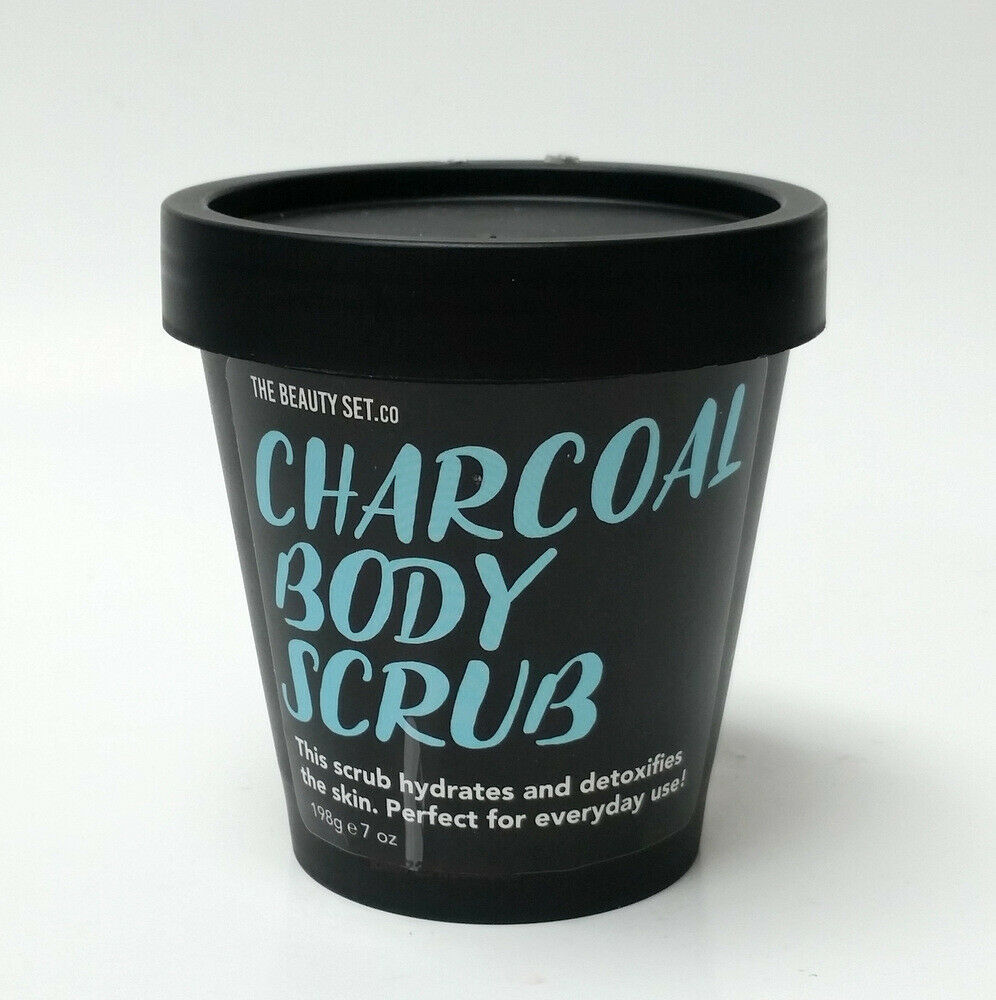 THE BEAUTY SET.CO
CHARCOAL
BODY
SCRUB
This scrub hydrates and detoxifies
the skin. Perfect for everyday use!
198g e 7 oz